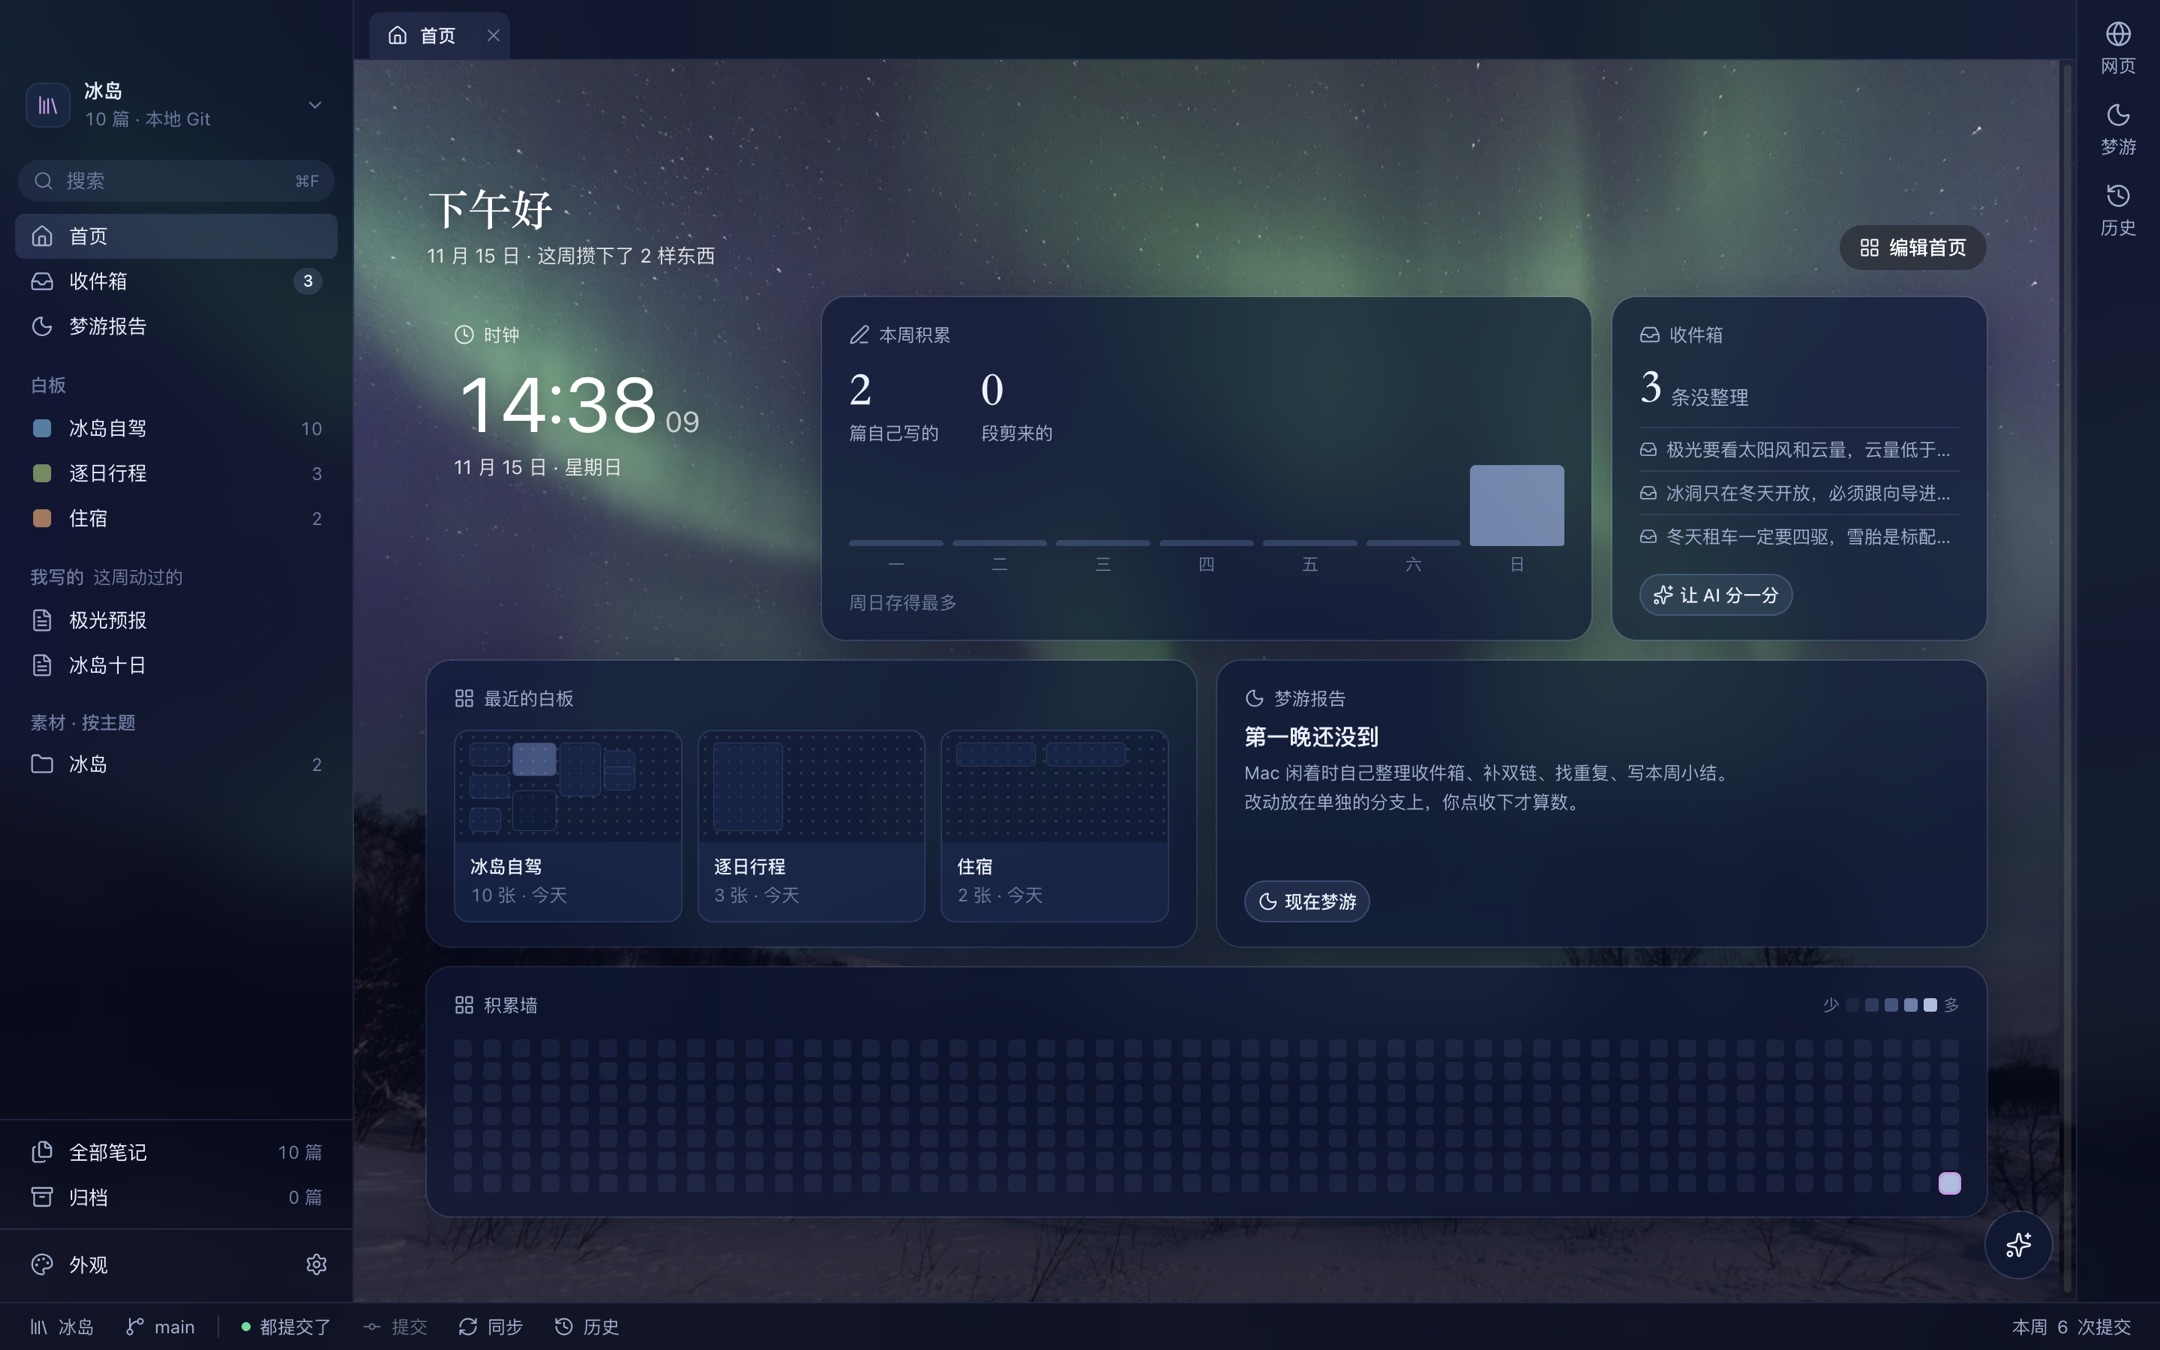 首页
冰岛
10 篇 · 本地 Git
搜索 ⌘F
首页
收件箱 3
梦游报告
白板
冰岛自驾 10
逐日行程 3
住宿 2
我写的 这周动过的
极光预报
冰岛十日
素材 · 按主题
冰岛 2
全部笔记 10 篇
归档 0 篇
外观
下午好
11 月 15 日 · 这周攒下了 2 样东西
编辑首页
时钟
14:38 09
11 月 15 日 · 星期日
本周积累
2 0
篇自己写的 段剪来的
一 二 三 四 五 六 日
周日存得最多
收件箱
3 条没整理
极光要看太阳风和云量，云量低于...
冰洞只在冬天开放，必须跟向导进...
冬天租车一定要四驱，雪胎是标配...
让 AI 分一分
最近的白板
冰岛自驾
10 张 · 今天
逐日行程
3 张 · 今天
住宿
2 张 · 今天
梦游报告
第一晚还没到
Mac 闲着时自己整理收件箱、补双链、找重复、写本周小结。
改动放在单独的分支上，你点收下才算数。
现在梦游
积累墙
少 多
网页
梦游
历史
冰岛 main 都提交了 提交 同步 历史 本周 6 次提交